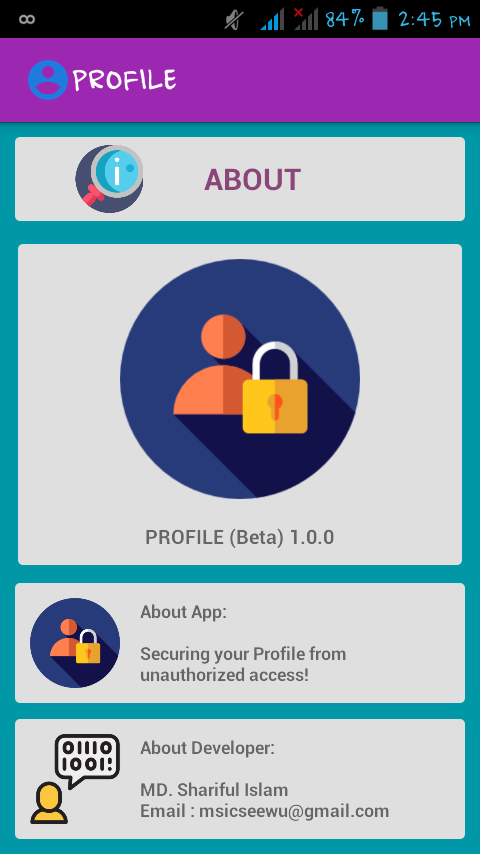 84% 2:45 PM
PROFILE
i ABOUT
PROFILE (Beta) 1.0.0
About App:
Securing your Profile from
unauthorized access!
01110
1001:
About Developer:
MD. Shariful Islam
Email : msicseewu@gmail.com